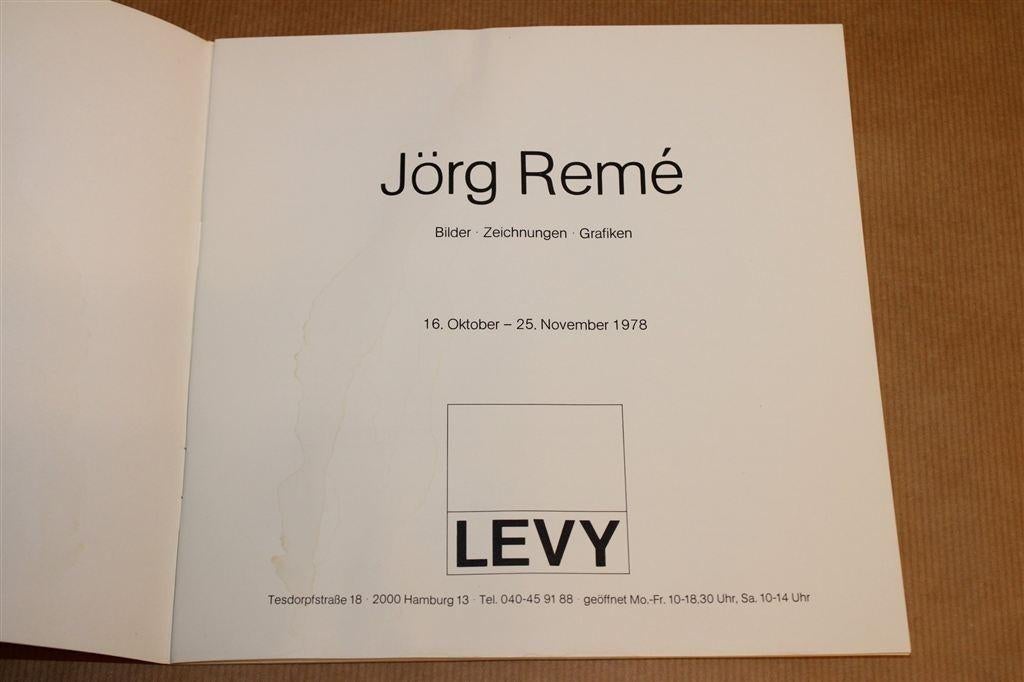 Jörg Remé
Bilder · Zeichnungen · Grafiken
16. Oktober – 25. November 1978
LEVY
Tesdorpfstraße 18 · 2000 Hamburg 13 · Tel. 040-45 91 88 · geöffnet Mo.-Fr. 10-18.30 Uhr, Sa. 10-14 Uhr